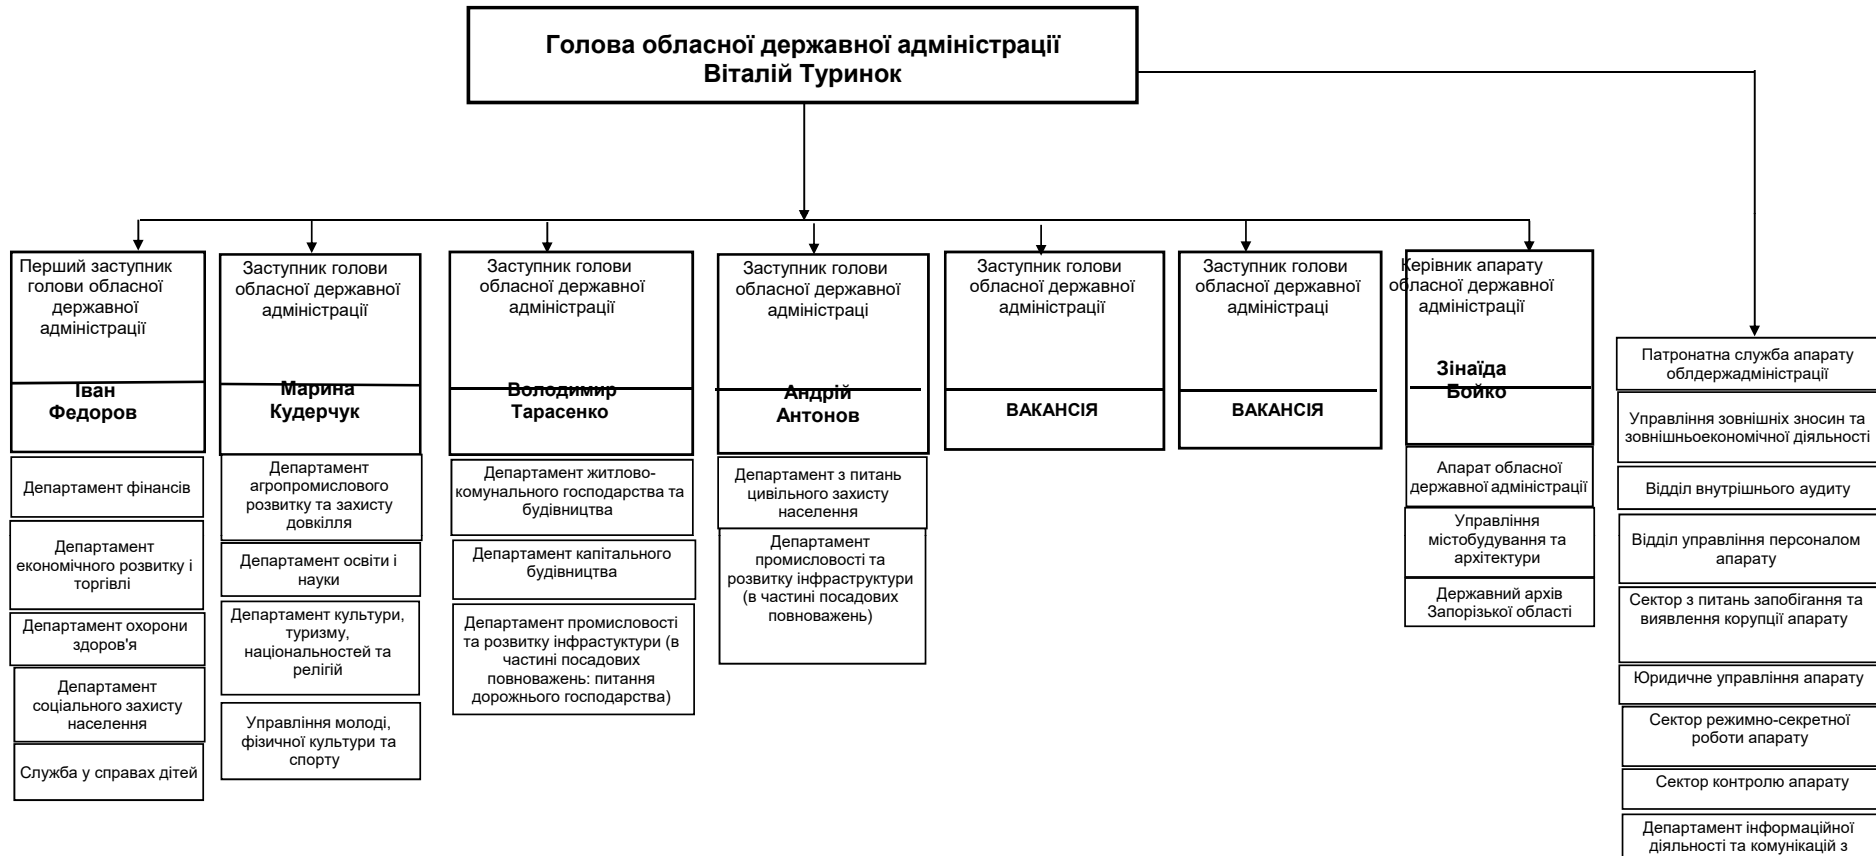 Голова обласної державної адміністрації
Віталій Туринок
Перший заступник
голови обласної
державної
адміністрації
Іван
Федоров
Департамент фінансів
Департамент
економічного розвитку і
торгівлі
Департамент охорони
здоров'я
Департамент
соціального захисту
населення
Служба у справах дітей
Заступник голови
обласної державної
адміністрації
Марина
Кудерчук
Департамент
агропромислового
розвитку та захисту
довкілля
Департамент освіти і
науки
Департамент культури,
туризму,
національностей та
релігій
Управління молоді,
фізичної культури та
спорту
Заступник голови
обласної державної
адміністрації
Володимир
Тарасенко
Департамент житлово-
комунального господарства та
будівництва
Департамент капітального
будівництва
Департамент промисловості
та розвитку інфрастуктури (в
частині посадових
повноважень: питання
дорожнього господарства)
Заступник голови
обласної державної
адміністраці
Андрій
Антонов
Департамент з питань
цивільного захисту
населення
Департамент
промисловості та
розвитку інфраструктури
(в частині посадових
повноважень)
Заступник голови
обласної державної
адміністрації
ВАКАНСІЯ
Заступник голови
обласної державної
адміністраці
ВАКАНСІЯ
Керівник апарату
обласної державної
адміністрації
Зінаїда
Бойко
Апарат обласної
державної адміністрації
Управління
містобудування та
архітектури
Державний архів
Запорізької області
Патронатна служба апарату
облдержадміністрації
Управління зовнішніх зносин та
зовнішньоекономічної діяльності
Відділ внутрішнього аудиту
Відділ управління персоналом
апарату
Сектор з питань запобігання та
виявлення корупції апарату
Юридичне управління апарату
Сектор режимно-секретної
роботи апарату
Сектор контролю апарату
Департамент інформаційної
діяльності та комунікацій з